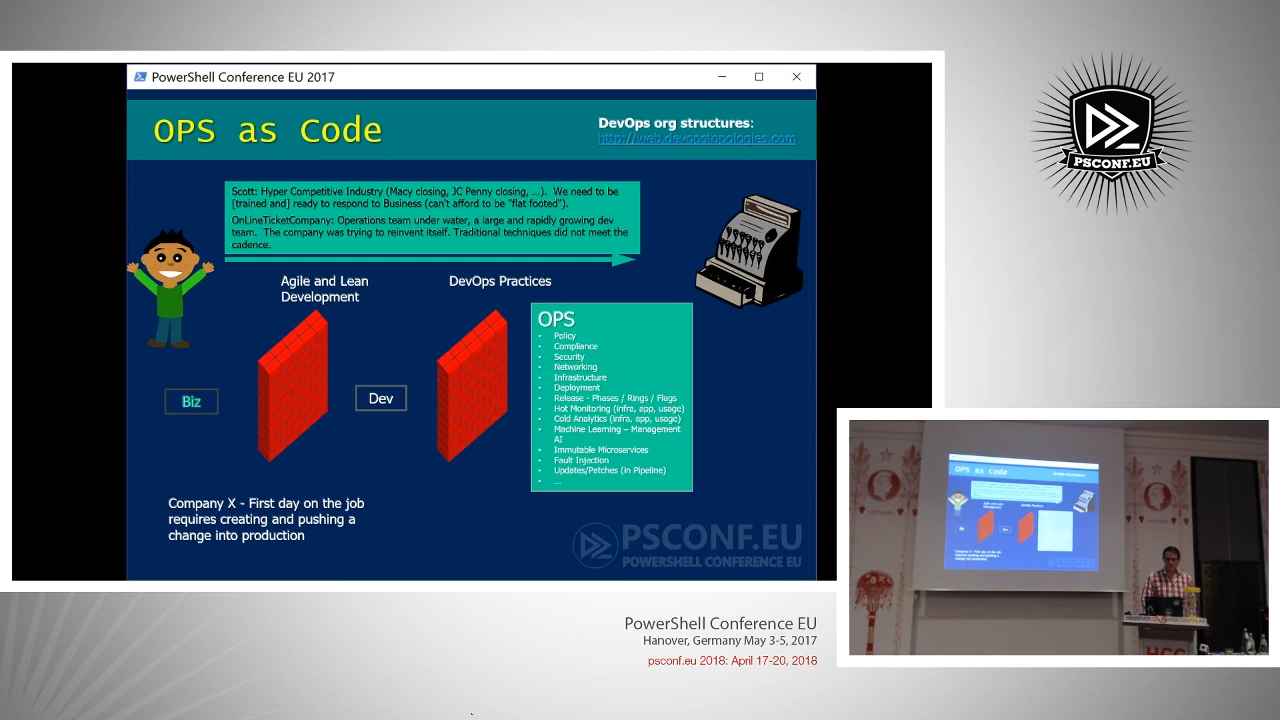 PowerShell Conference EU 2017
OPS as Code
DevOps org structures:
http://web.devopstopologies.com
Scott: Hyper Competitive Industry (Macy closing, JC Penny closing, ...). We need to be
[trained and] ready to respond to Business (can't afford to be "flat footed").
OnLineTicketCompany: Operations team under water, a large and rapidly growing dev
team. The company was trying to reinvent itself. Traditional techniques did not meet the
cadence.
Agile and Lean
Development
DevOps Practices
OPS
• Policy
• Compliance
• Security
• Networking
• Infrastructure
• Deployment
• Release - Phases / Rings / Flags
• Hot Monitoring (infra, app, usage)
• Cold Analytics (infra, app, usage)
• Machine Learning – Management
AI
• Immutable Microservices
• Fault Injection
• Updates/Patches (in Pipeline)
• ...
Biz
Dev
Company X - First day on the job
requires creating and pushing a
change into production
PSCONF.EU
POWERSHELL CONFERENCE EU
PSCONF.EU
OPS as Code
HCC
PowerShell Conference EU
Hanover, Germany May 3-5, 2017
psconf.eu 2018: April 17-20, 2018